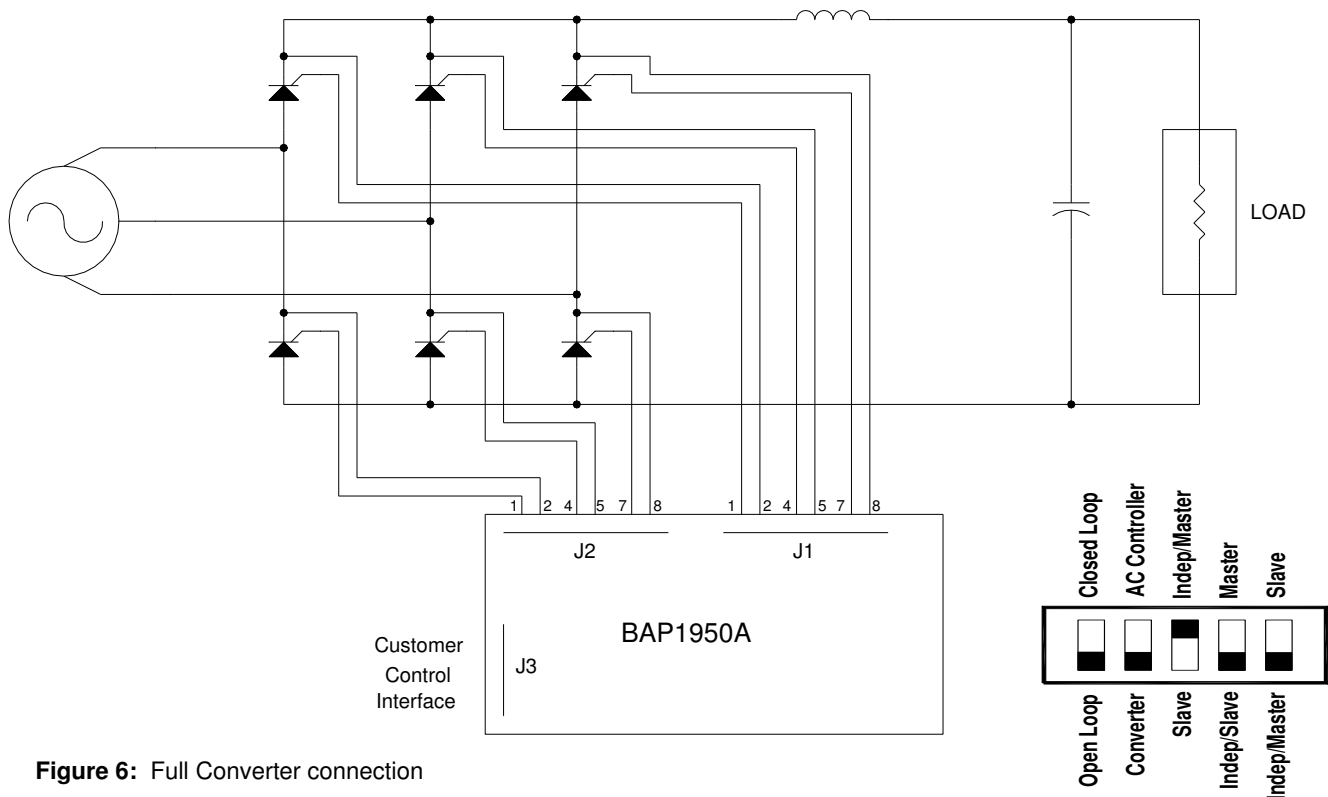 LOAD
1 2 4 5 7 8
1 2 4 5 7 8
J2
J1
BAP1950A
Customer
Control
Interface
J3
Closed Loop
AC Controller
Indep/Master
Master
Slave
Open Loop
Converter
Slave
Indep/Slave
Indep/Master
Figure 6: Full Converter connection